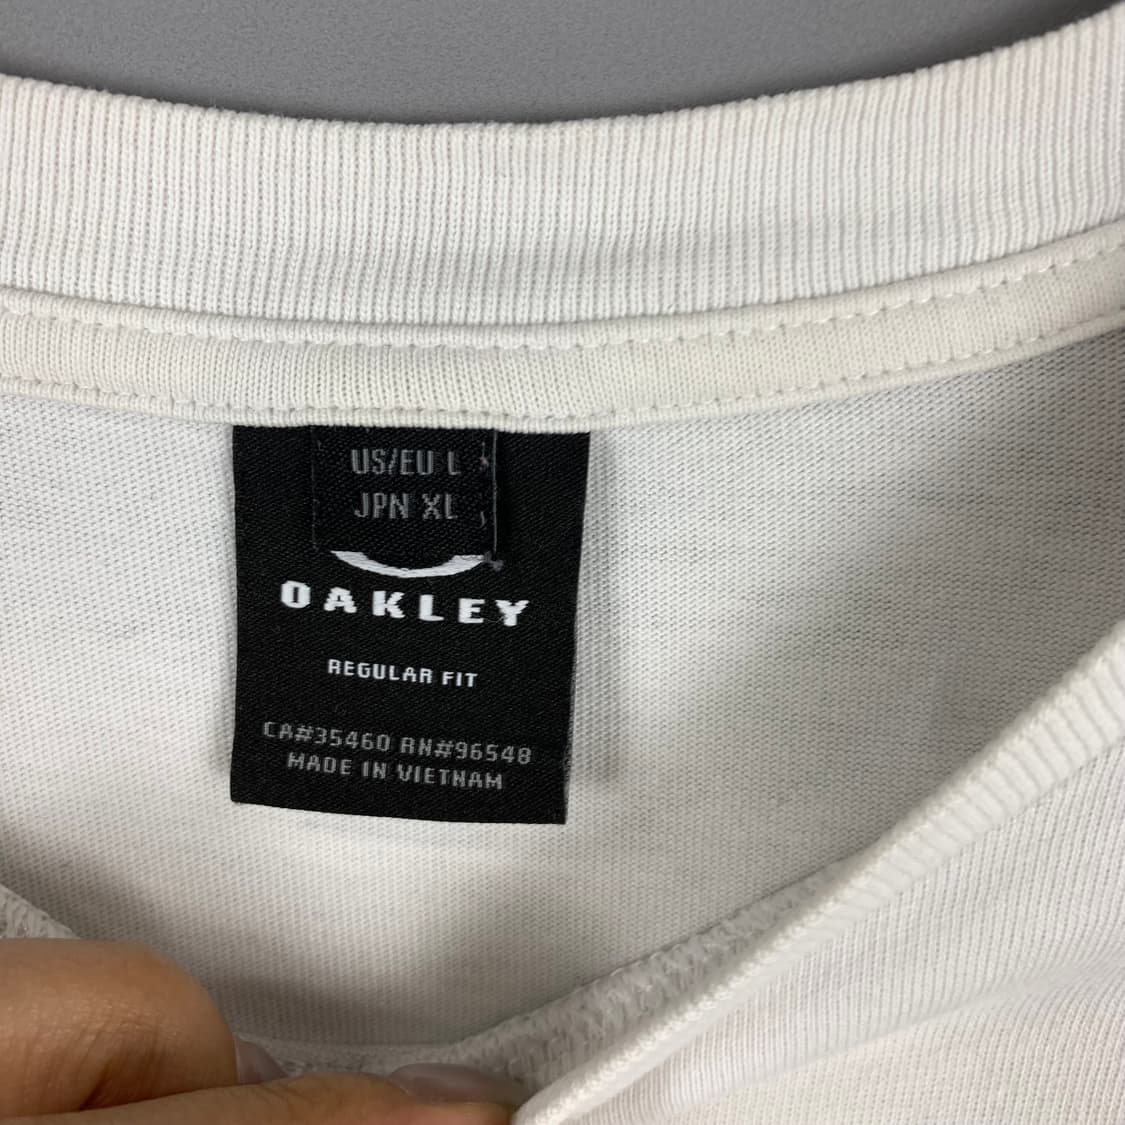 US/EU L
JPN XL
OAKLEY
REGULAR FIT
CA#35460 RN#96548
MADE IN VIETNAM